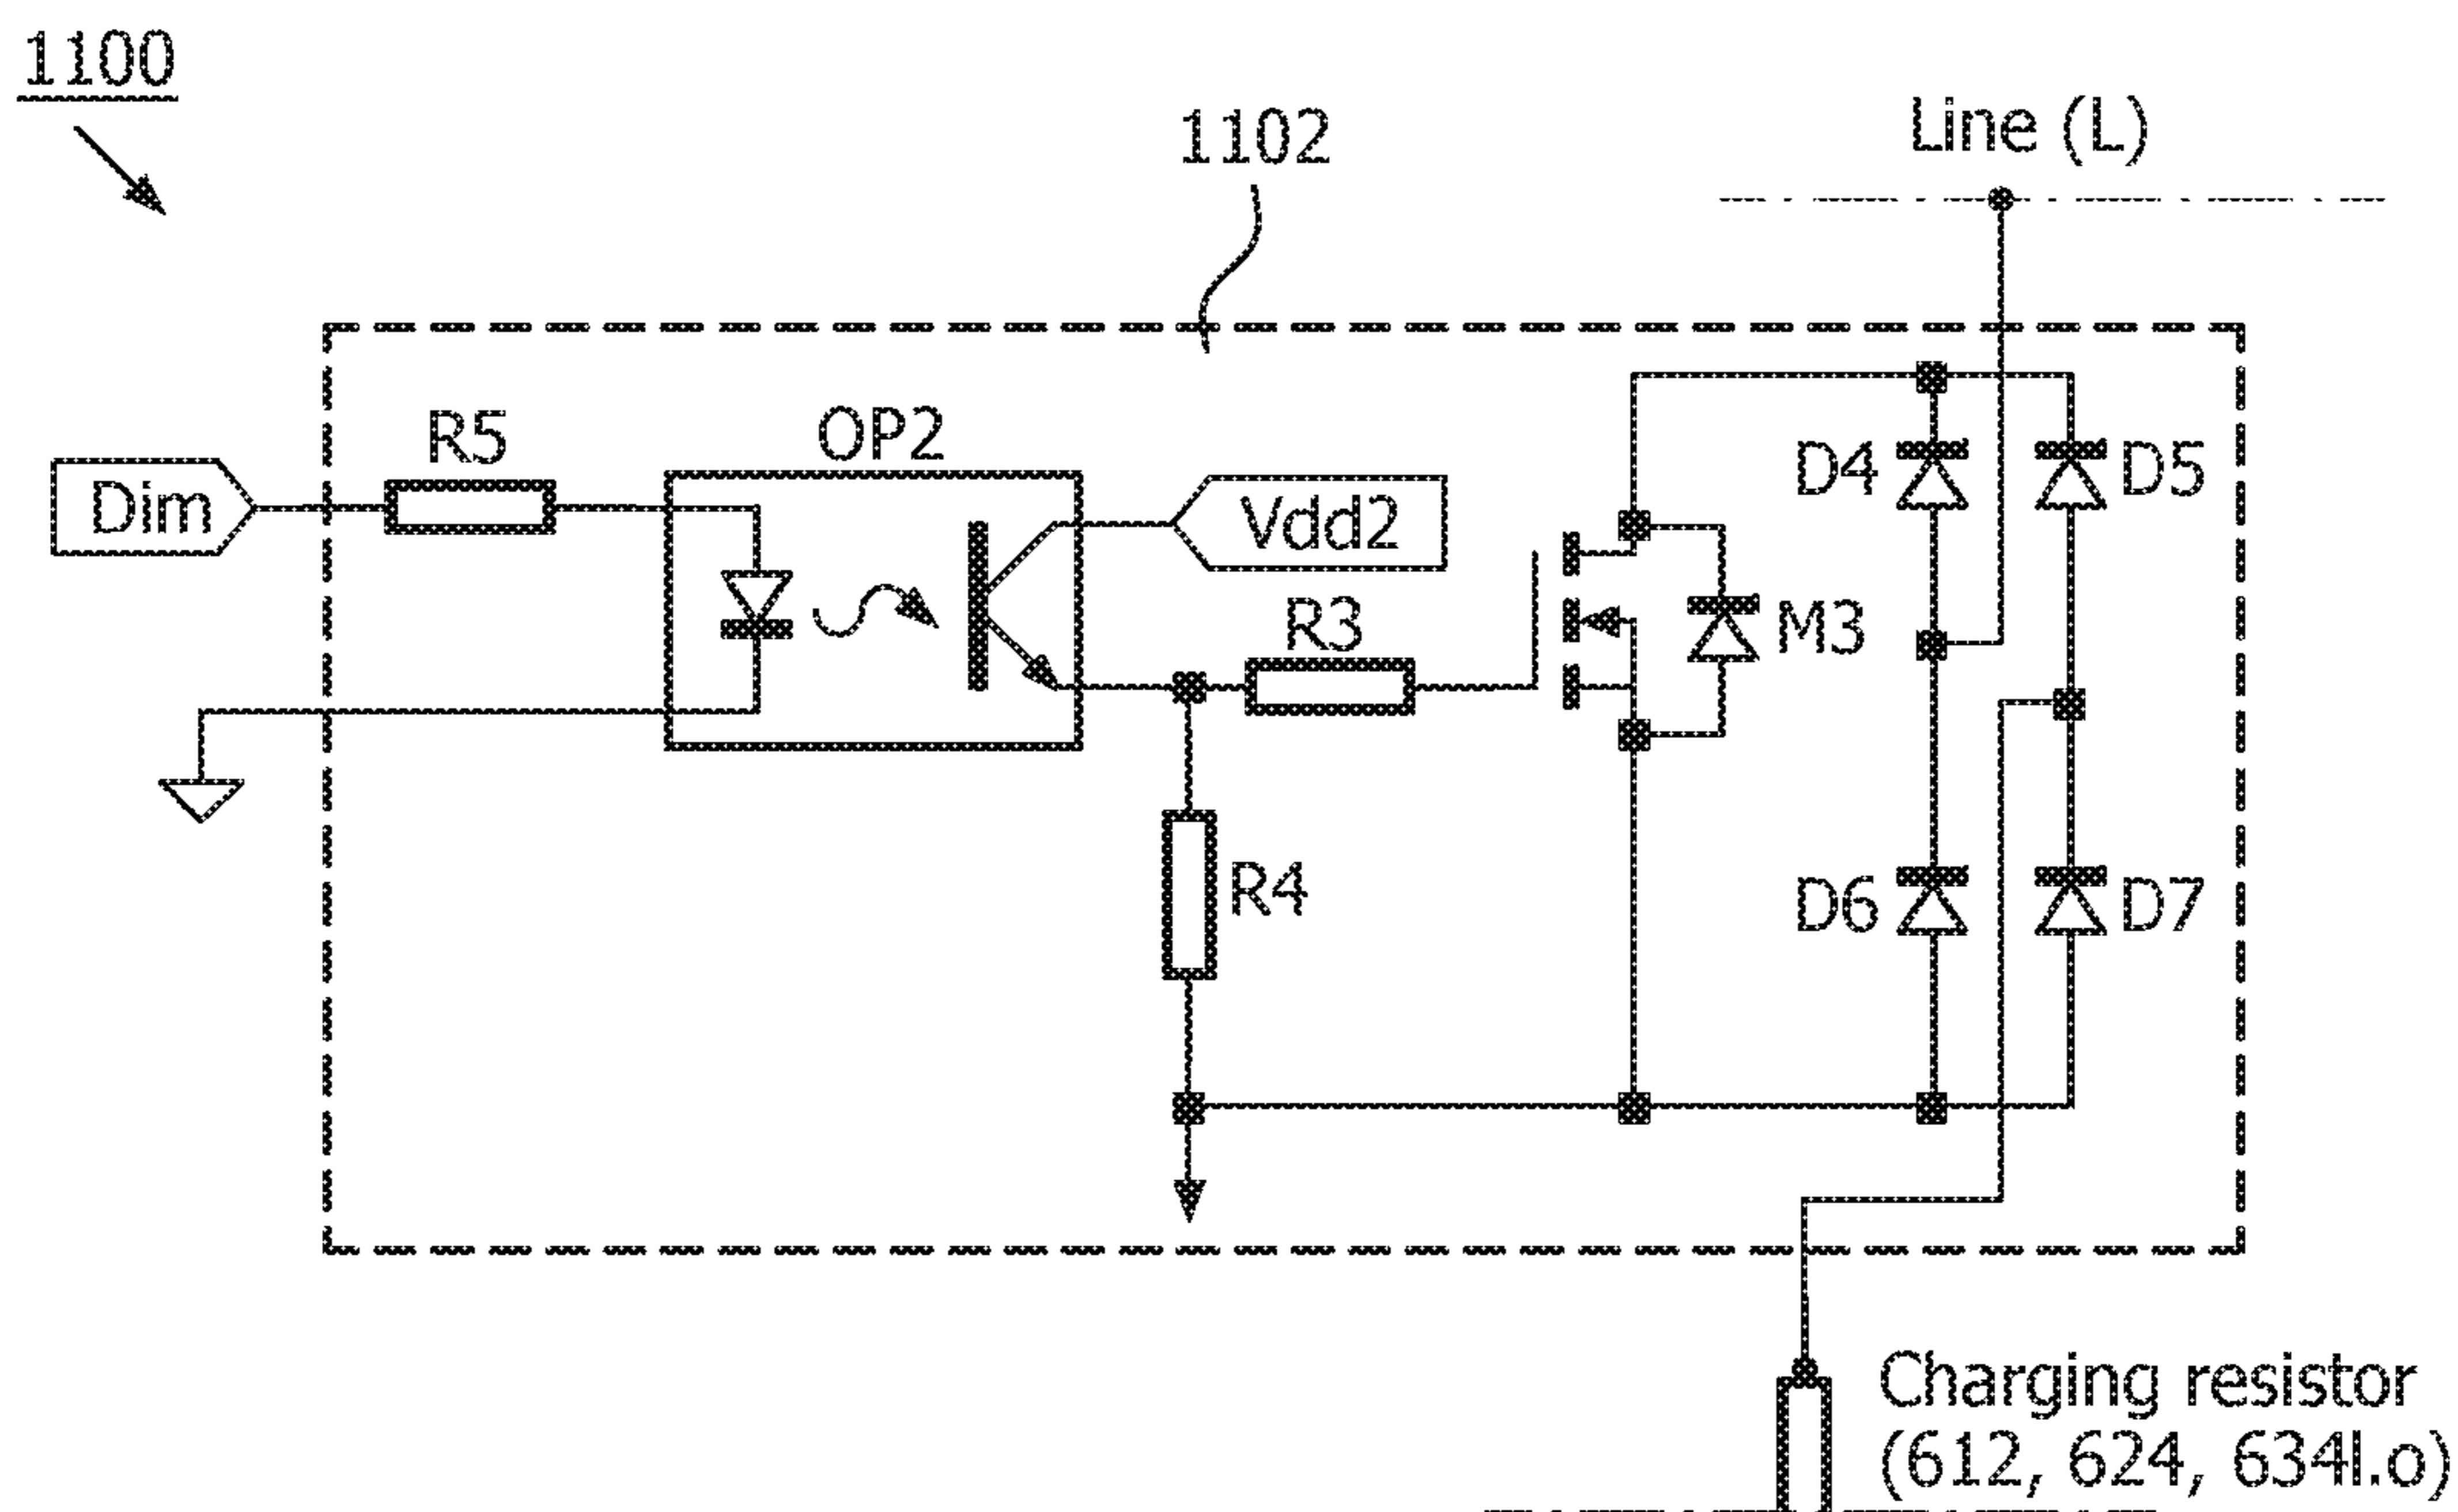 1100
1102
Line (L)
R5
OP2
Dim
Vdd2
D4
D5
R3
M3
R4
D6
D7
Charging resistor
(612, 624, 634l.o)